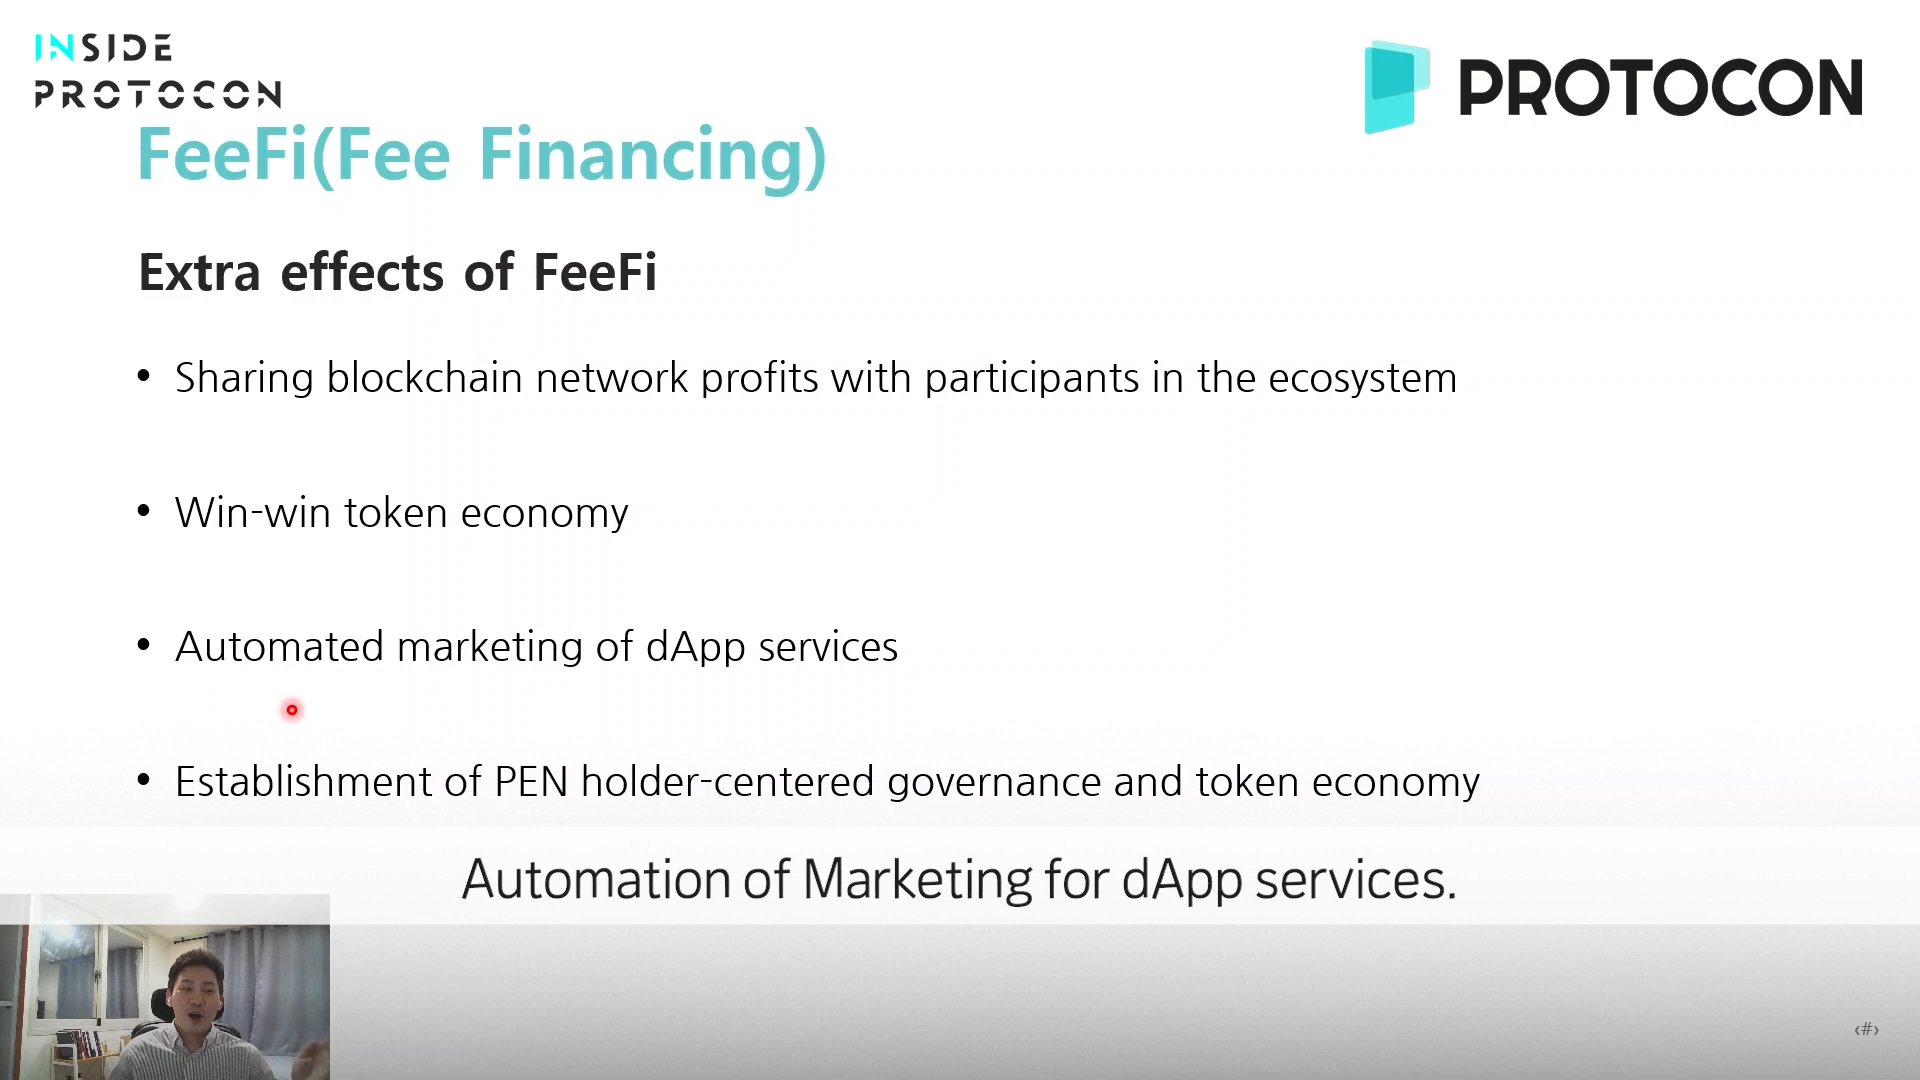 INSIDE
PROTOCON
PROTOCON
FeeFi(Fee Financing)
Extra effects of FeeFi
• Sharing blockchain network profits with participants in the ecosystem
• Win-win token economy
• Automated marketing of dApp services
• Establishment of PEN holder-centered governance and token economy
Automation of Marketing for dApp services.
‹#›